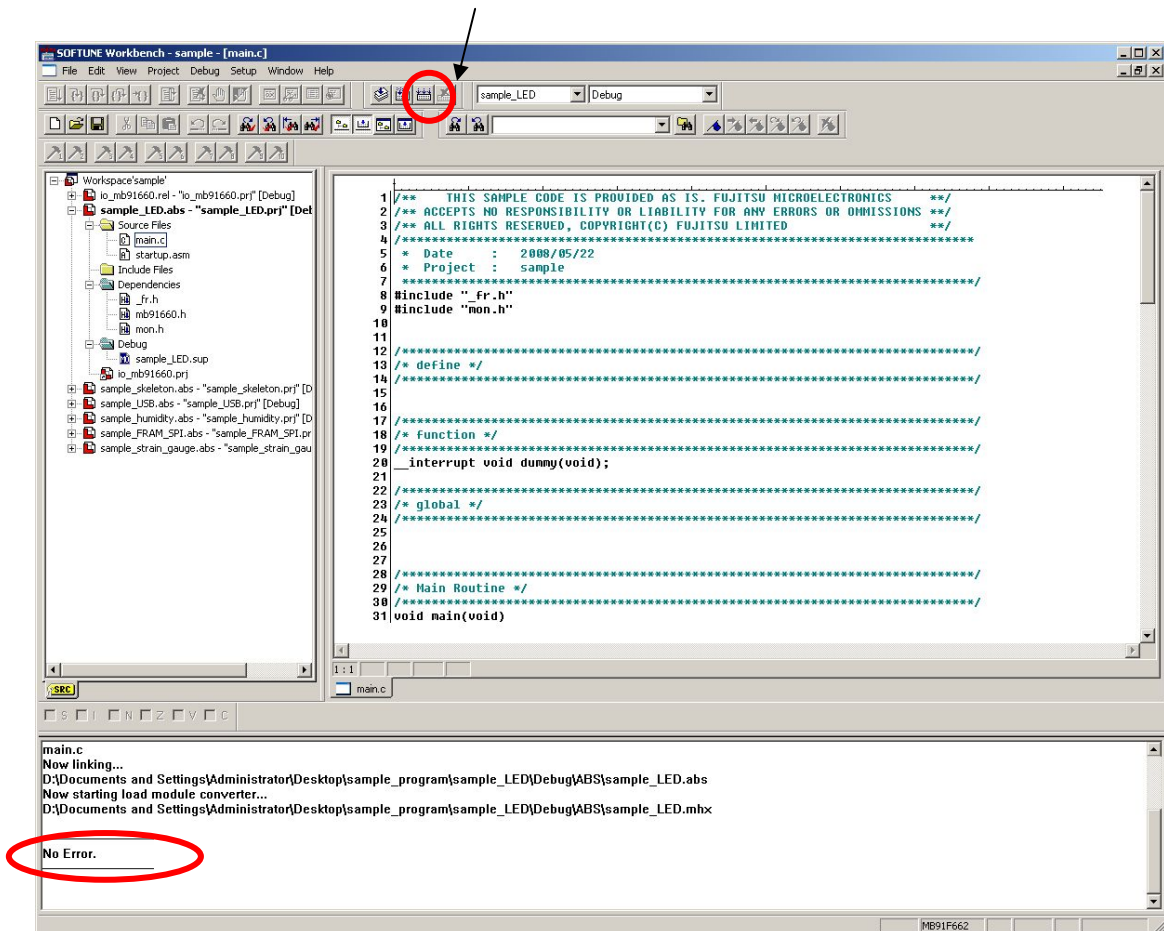 SOFTUNE Workbench - sample - [main.c]
File Edit View Project Debug Setup Window Help
sample_LED Debug
Workspace'sample'
io_mb91660.rel - "io_mb91660.prj" [Debug]
sample_LED.abs - "sample_LED.prj" [Det
Source Files
main.c
startup.asm
Include Files
Dependencies
_fr.h
mb91660.h
mon.h
Debug
sample_LED.sup
io_mb91660.prj
sample_skeleton.abs - "sample_skeleton.prj" [D
sample_USB.abs - "sample_USB.prj" [Debug]
sample_humidity.abs - "sample_humidity.prj" [D
sample_FRAM_SPI.abs - "sample_FRAM_SPI.pr
sample_strain_gauge.abs - "sample_strain_gau
SRC
1 /** THIS SAMPLE CODE IS PROVIDED AS IS. FUJITSU MICROELECTRONICS **/
2 /** ACCEPTS NO RESPONSIBILITY OR LIABILITY FOR ANY ERRORS OR OMMISSIONS **/
3 /** ALL RIGHTS RESERVED, COPYRIGHT(C) FUJITSU LIMITED **/
4 /*****************************************************************************
5 * Date : 2008/05/22
6 * Project : sample
7 *****************************************************************************/
8 #include "_fr.h"
9 #include "mon.h"
10
11
12 /****************************************************************************/
13 /* define */
14 /****************************************************************************/
15
16
17 /****************************************************************************/
18 /* function */
19 /****************************************************************************/
20 __interrupt void dummy(void);
21
22 /****************************************************************************/
23 /* global */
24 /****************************************************************************/
25
26
27
28 /****************************************************************************/
29 /* Main Routine */
30 /****************************************************************************/
31 void main(void)
1:1
main.c
S I N Z V C
main.c
Now linking...
D:\Documents and Settings\Administrator\Desktop\sample_program\sample_LED\Debug\ABS\sample_LED.abs
Now starting load module converter...
D:\Documents and Settings\Administrator\Desktop\sample_program\sample_LED\Debug\ABS\sample_LED.mhx
No Error.
MB91F662